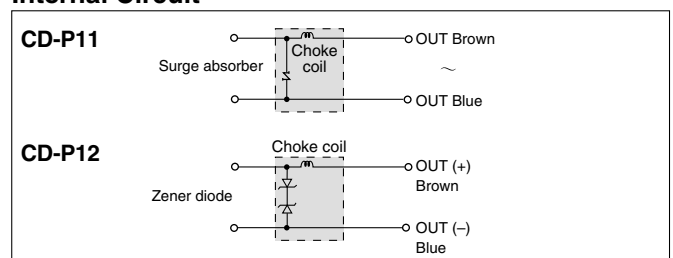 Internal Circuit
CD-P11
Choke
coil
Surge absorber
OUT Brown
～
OUT Blue
CD-P12
Choke coil
Zener diode
OUT (+)
Brown
OUT (–)
Blue